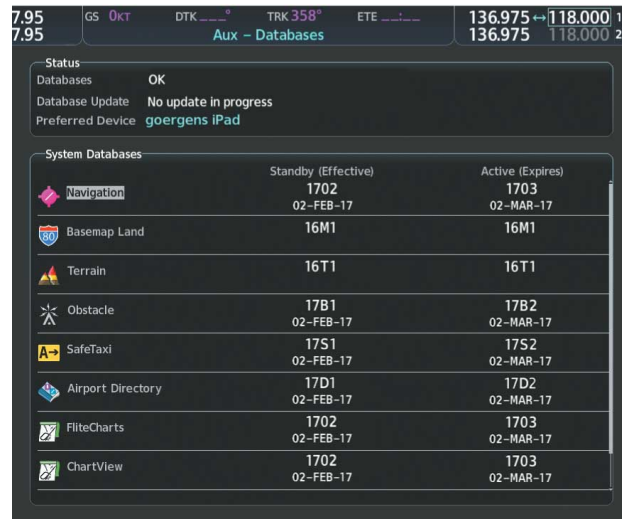 7.95 GS 0KT DTK ___° TRK 358° ETE __:__ 136.975 ↔ 118.000 1
7.95 Aux – Databases 136.975 118.000 2
Status
Databases OK
Database Update No update in progress
Preferred Device goergens iPad
System Databases
Standby (Effective) Active (Expires)
Navigation 1702 1703
02–FEB–17 02–MAR–17
80 Basemap Land 16M1 16M1
Terrain 16T1 16T1
Obstacle 17B1 17B2
02–FEB–17 02–MAR–17
A→ SafeTaxi 17S1 17S2
02–FEB–17 02–MAR–17
Airport Directory 17D1 17D2
02–FEB–17 02–MAR–17
FliteCharts 1702 1703
02–FEB–17 02–MAR–17
ChartView 1702 1703
02–FEB–17 02–MAR–17